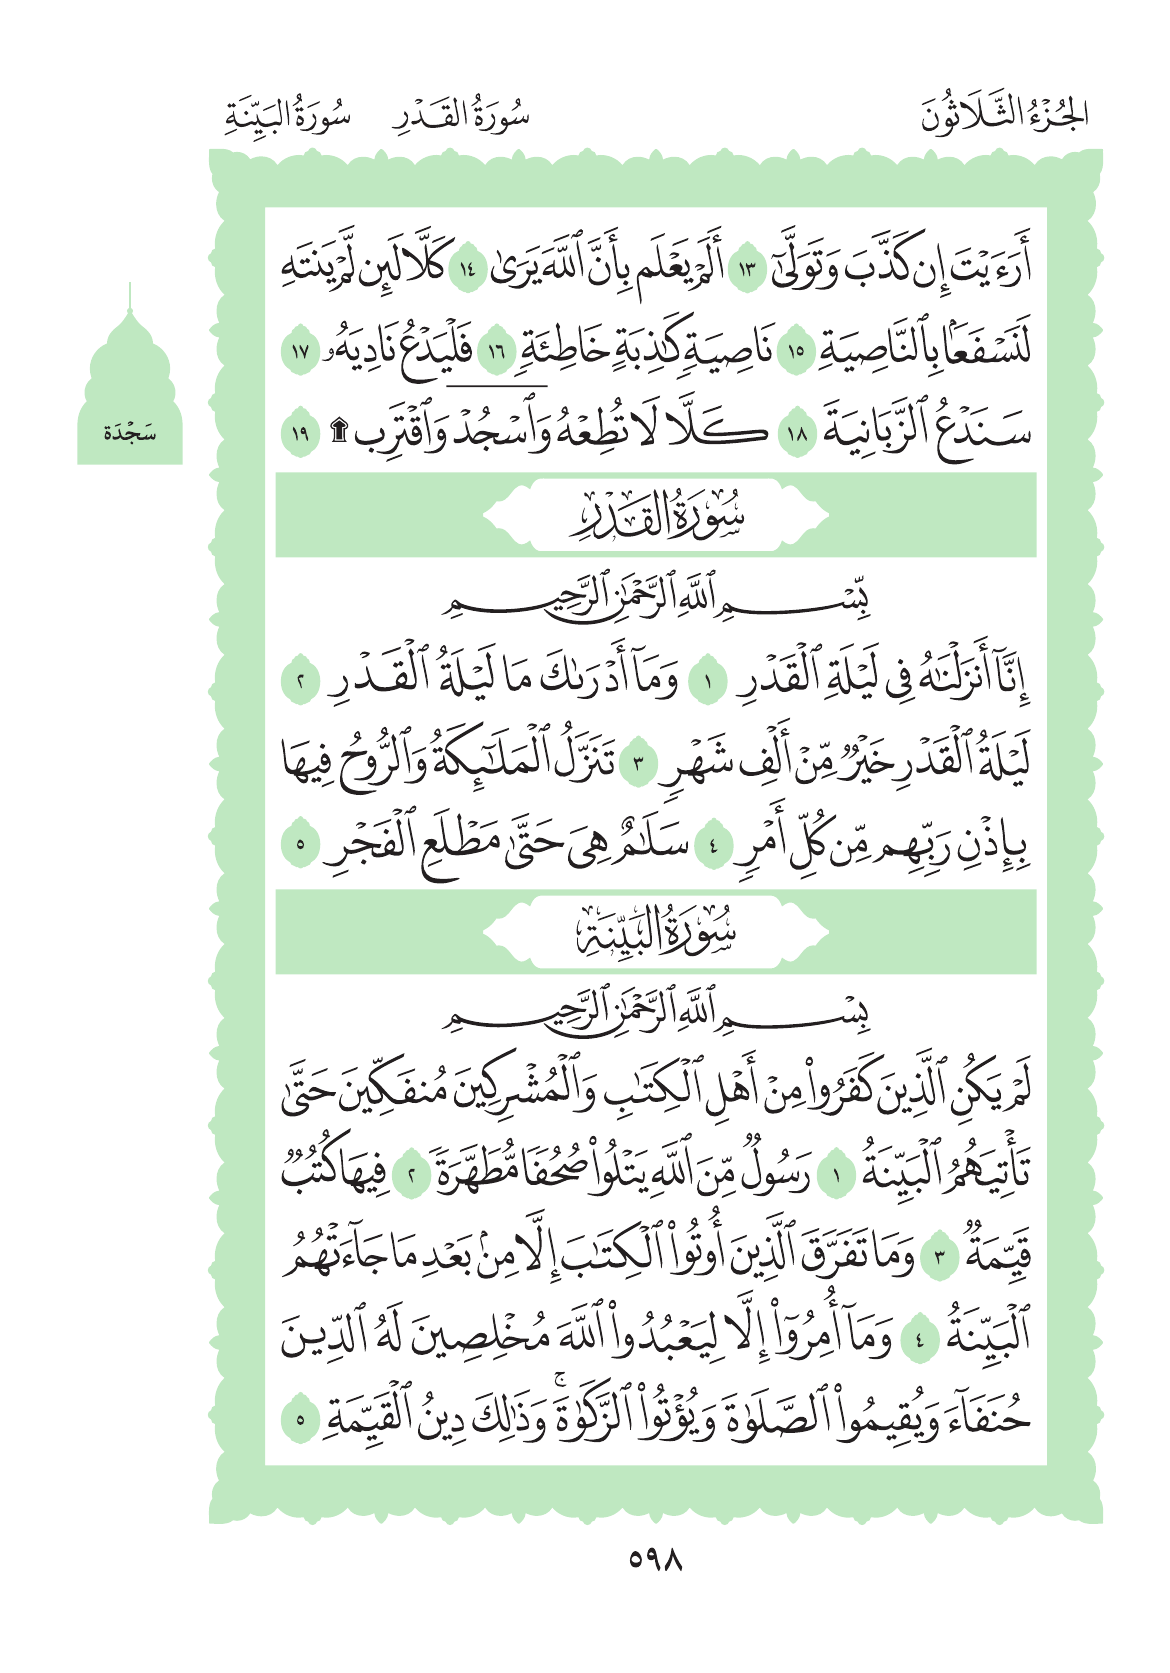 الجُزْءُ الثَّلَاثُونَ سُورَةُ القَدْرِ سُورَةُ البَيِّنَةِ
أَرَءَيْتَ إِن كَذَّبَ وَتَوَلَّىٰٓ ١٣ أَلَمْ يَعْلَم بِأَنَّ ٱللَّهَ يَرَىٰ ١٤ كَلَّا لَئِن لَّمْ يَنتَهِ
لَنَسْفَعَۢا بِٱلنَّاصِيَةِ ١٥ نَاصِيَةٍ كَٰذِبَةٍ خَاطِئَةٍ ١٦ فَلْيَدْعُ نَادِيَهُۥ ١٧
سَنَدْعُ ٱلزَّبَانِيَةَ ١٨ كَلَّا لَا تُطِعْهُ وَٱسْجُدْ وَٱقْتَرِب ۩ ١٩
سَجْدَة
سُورَةُ القَدْرِ
بِّسْمِ ٱللَّهِ ٱلرَّحْمَٰنِ ٱلرَّحِيمِ
إِنَّآ أَنزَلْنَٰهُ فِى لَيْلَةِ ٱلْقَدْرِ ١ وَمَآ أَدْرَىٰكَ مَا لَيْلَةُ ٱلْقَدْرِ ٢
لَيْلَةُ ٱلْقَدْرِ خَيْرٌ مِّنْ أَلْفِ شَهْرٍ ٣ تَنَزَّلُ ٱلْمَلَٰٓئِكَةُ وَٱلرُّوحُ فِيهَا
بِإِذْنِ رَبِّهِم مِّن كُلِّ أَمْرٍ ٤ سَلَٰمٌ هِىَ حَتَّىٰ مَطْلَعِ ٱلْفَجْرِ ٥
سُورَةُ البَيِّنَةِ
بِسْمِ ٱللَّهِ ٱلرَّحْمَٰنِ ٱلرَّحِيمِ
لَمْ يَكُنِ ٱلَّذِينَ كَفَرُوا۟ مِنْ أَهْلِ ٱلْكِتَٰبِ وَٱلْمُشْرِكِينَ مُنفَكِّينَ حَتَّىٰ
تَأْتِيَهُمُ ٱلْبَيِّنَةُ ١ رَسُولٌ مِّنَ ٱللَّهِ يَتْلُوا۟ صُحُفًا مُّطَهَّرَةً ٢ فِيهَا كُتُبٌ
قَيِّمَةٌ ٣ وَمَا تَفَرَّقَ ٱلَّذِينَ أُوتُوا۟ ٱلْكِتَٰبَ إِلَّا مِنۢ بَعْدِ مَا جَآءَتْهُمُ
ٱلْبَيِّنَةُ ٤ وَمَآ أُمِرُوٓا۟ إِلَّا لِيَعْبُدُوا۟ ٱللَّهَ مُخْلِصِينَ لَهُ ٱلدِّينَ
حُنَفَآءَ وَيُقِيمُوا۟ ٱلصَّلَوٰةَ وَيُؤْتُوا۟ ٱلزَّكَوٰةَ ۚ وَذَٰلِكَ دِينُ ٱلْقَيِّمَةِ ٥
٥٩٨